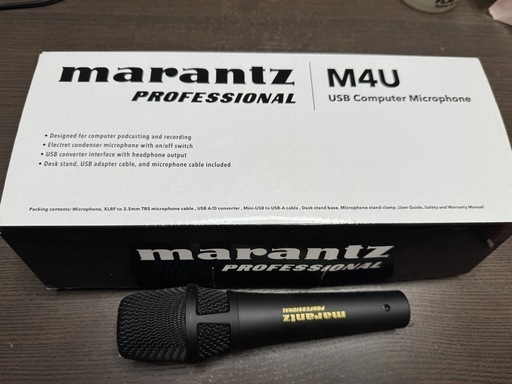 marantz
PROFESSIONAL
M4U
USB Computer Microphone
• Designed for computer podcasting and recording
• Electret condenser microphone with on/off switch
• USB converter interface with headphone output
• Desk stand, USB adapter cable, and microphone cable included
Packing contents: Microphone, XLRF to 3.5mm TRS microphone cable , USB A/D converter , Mini-USB to USB-A cable , Desk stand base, Microphone stand clamp ,User Guide, Safety and Warranty Manual
marantz
PROFESSIONAL
marantz
PROFESSIONAL